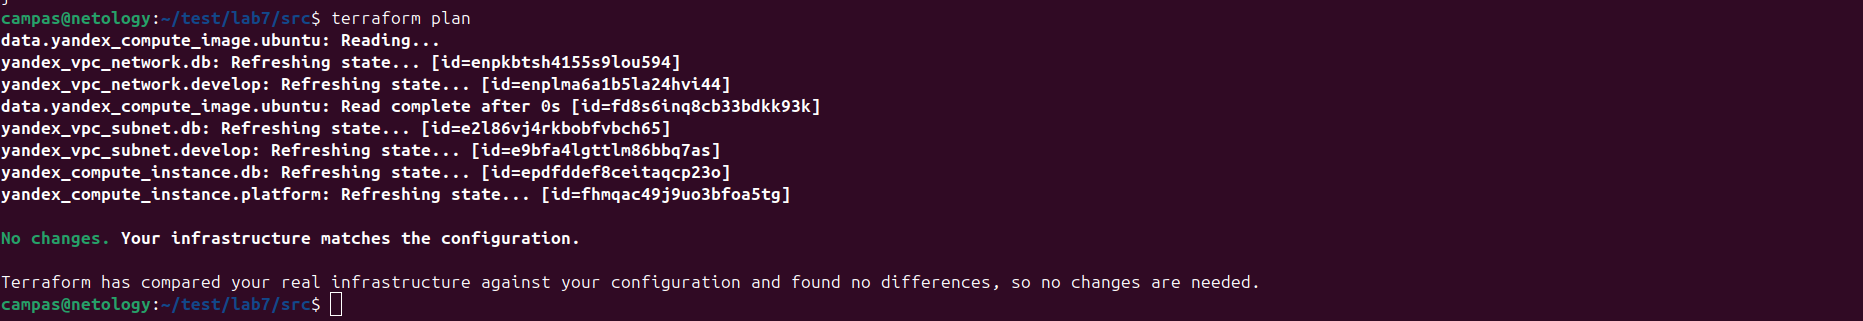 campas@netology:~/test/lab7/src$ terraform plan
data.yandex_compute_image.ubuntu: Reading...
yandex_vpc_network.db: Refreshing state... [id=enpkbtsh4155s9lou594]
yandex_vpc_network.develop: Refreshing state... [id=enplma6a1b5la24hvi44]
data.yandex_compute_image.ubuntu: Read complete after 0s [id=fd8s6inq8cb33bdkk93k]
yandex_vpc_subnet.db: Refreshing state... [id=e2l86vj4rkbobfvbch65]
yandex_vpc_subnet.develop: Refreshing state... [id=e9bfa4lgttlm86bbq7as]
yandex_compute_instance.db: Refreshing state... [id=epdfddef8ceitaqcp23o]
yandex_compute_instance.platform: Refreshing state... [id=fhmqac49j9uo3bfoa5tg]
No changes. Your infrastructure matches the configuration.
Terraform has compared your real infrastructure against your configuration and found no differences, so no changes are needed.
campas@netology:~/test/lab7/src$